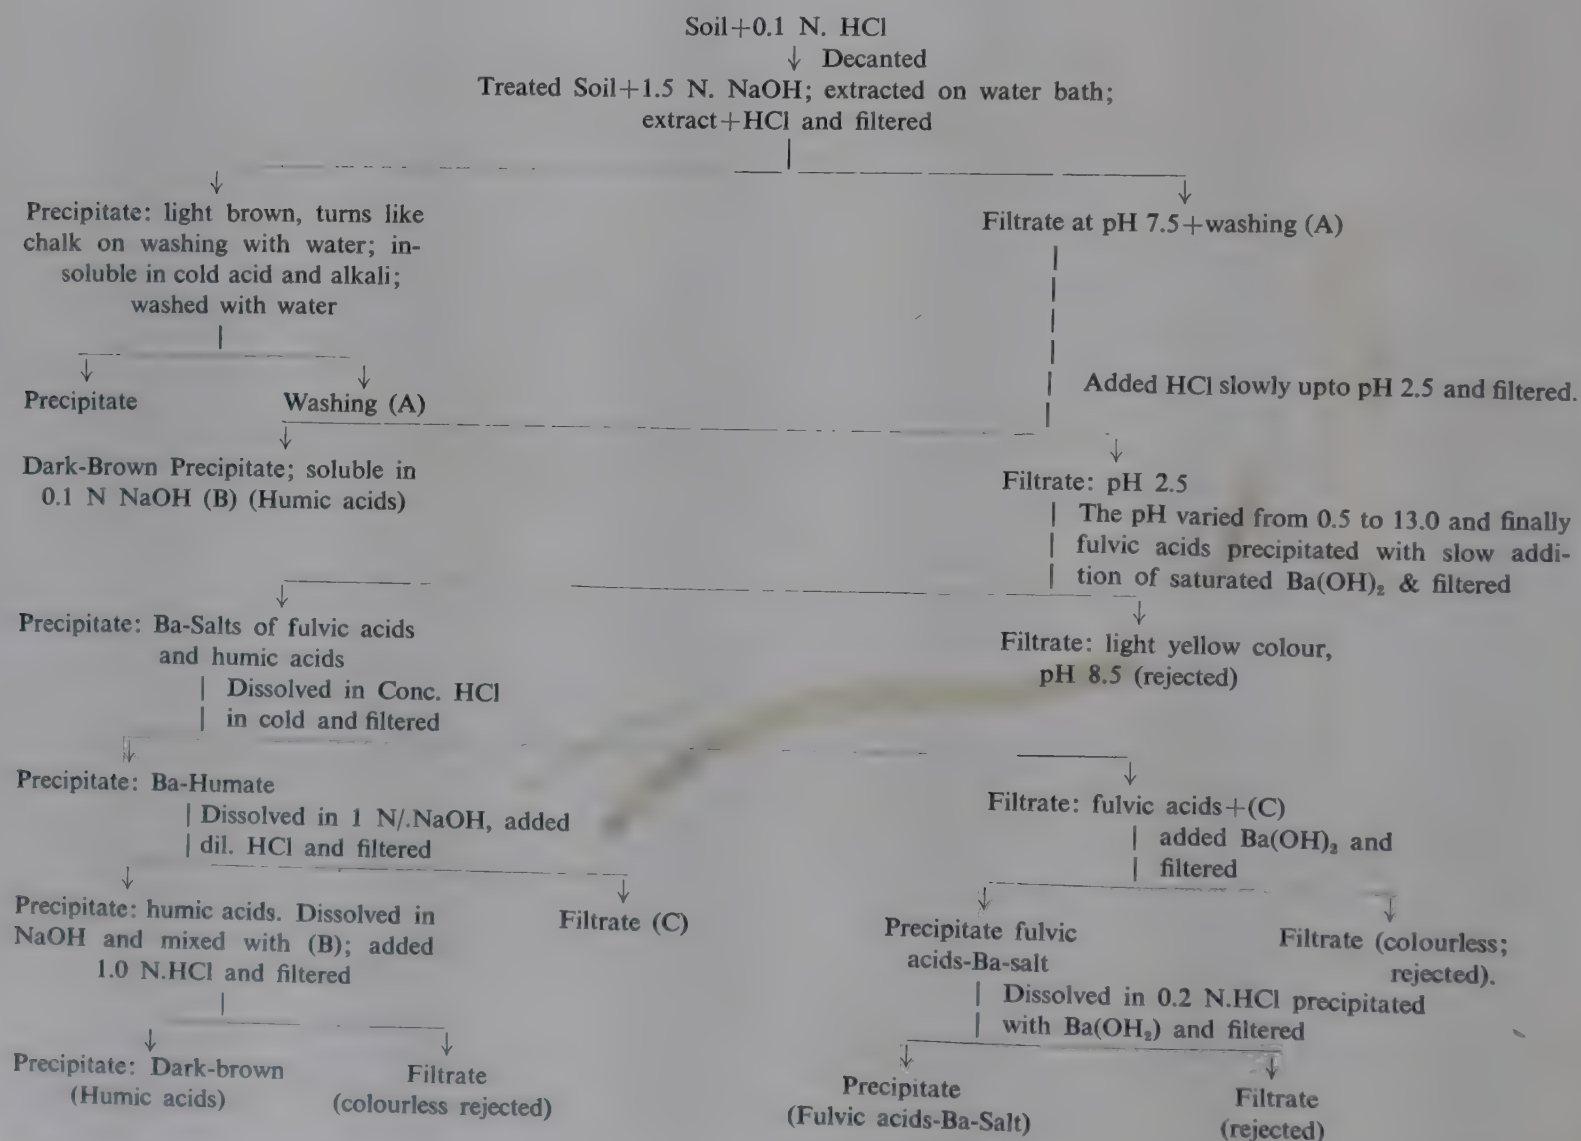 Soil+0.1 N. HCl
↓ Decanted
Treated Soil+1.5 N. NaOH; extracted on water bath;
extract+HCl and filtered
Precipitate: light brown, turns like
chalk on washing with water; in-
soluble in cold acid and alkali;
washed with water
Filtrate at pH 7.5+washing (A)
Precipitate
Washing (A)
Added HCl slowly upto pH 2.5 and filtered.
Dark-Brown Precipitate; soluble in
0.1 N NaOH (B) (Humic acids)
Filtrate: pH 2.5
The pH varied from 0.5 to 13.0 and finally
fulvic acids precipitated with slow addi-
tion of saturated Ba(OH)₂ & filtered
Precipitate: Ba-Salts of fulvic acids
and humic acids
Dissolved in Conc. HCl
in cold and filtered
Filtrate: light yellow colour,
pH 8.5 (rejected)
Precipitate: Ba-Humate
Dissolved in 1 N/.NaOH, added
dil. HCl and filtered
Filtrate: fulvic acids+(C)
added Ba(OH)₂ and
filtered
Precipitate: humic acids. Dissolved in
NaOH and mixed with (B); added
1.0 N.HCl and filtered
Filtrate (C)
Precipitate fulvic
acids-Ba-salt
Filtrate (colourless;
rejected).
Dissolved in 0.2 N.HCl precipitated
with Ba(OH₂) and filtered
Precipitate: Dark-brown
(Humic acids)
Filtrate
(colourless rejected)
Precipitate
(Fulvic acids-Ba-Salt)
Filtrate
(rejected)